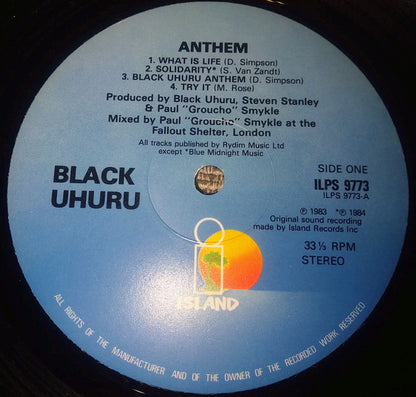 ANTHEM
1. WHAT IS LIFE (D. Simpson)
2. SOLIDARITY* (S. Van Zandt)
3. BLACK UHURU ANTHEM (D. Simpson)
4. TRY IT (M. Rose)
Produced by Black Uhuru, Steven Stanley
& Paul "Groucho" Smykle
Mixed by Paul "Groucho" Smykle at the
Fallout Shelter, London
All tracks published by Rydim Music Ltd
except *Blue Midnight Music
BLACK
UHURU
SIDE ONE
ILPS 9773
ILPS 9773-A
℗ 1983 *℗ 1984
Original sound recording
made by Island Records Inc
33⅓ RPM
STEREO
ISLAND
ALL RIGHTS OF THE MANUFACTURER AND OF THE OWNER OF THE RECORDED WORK RESERVED